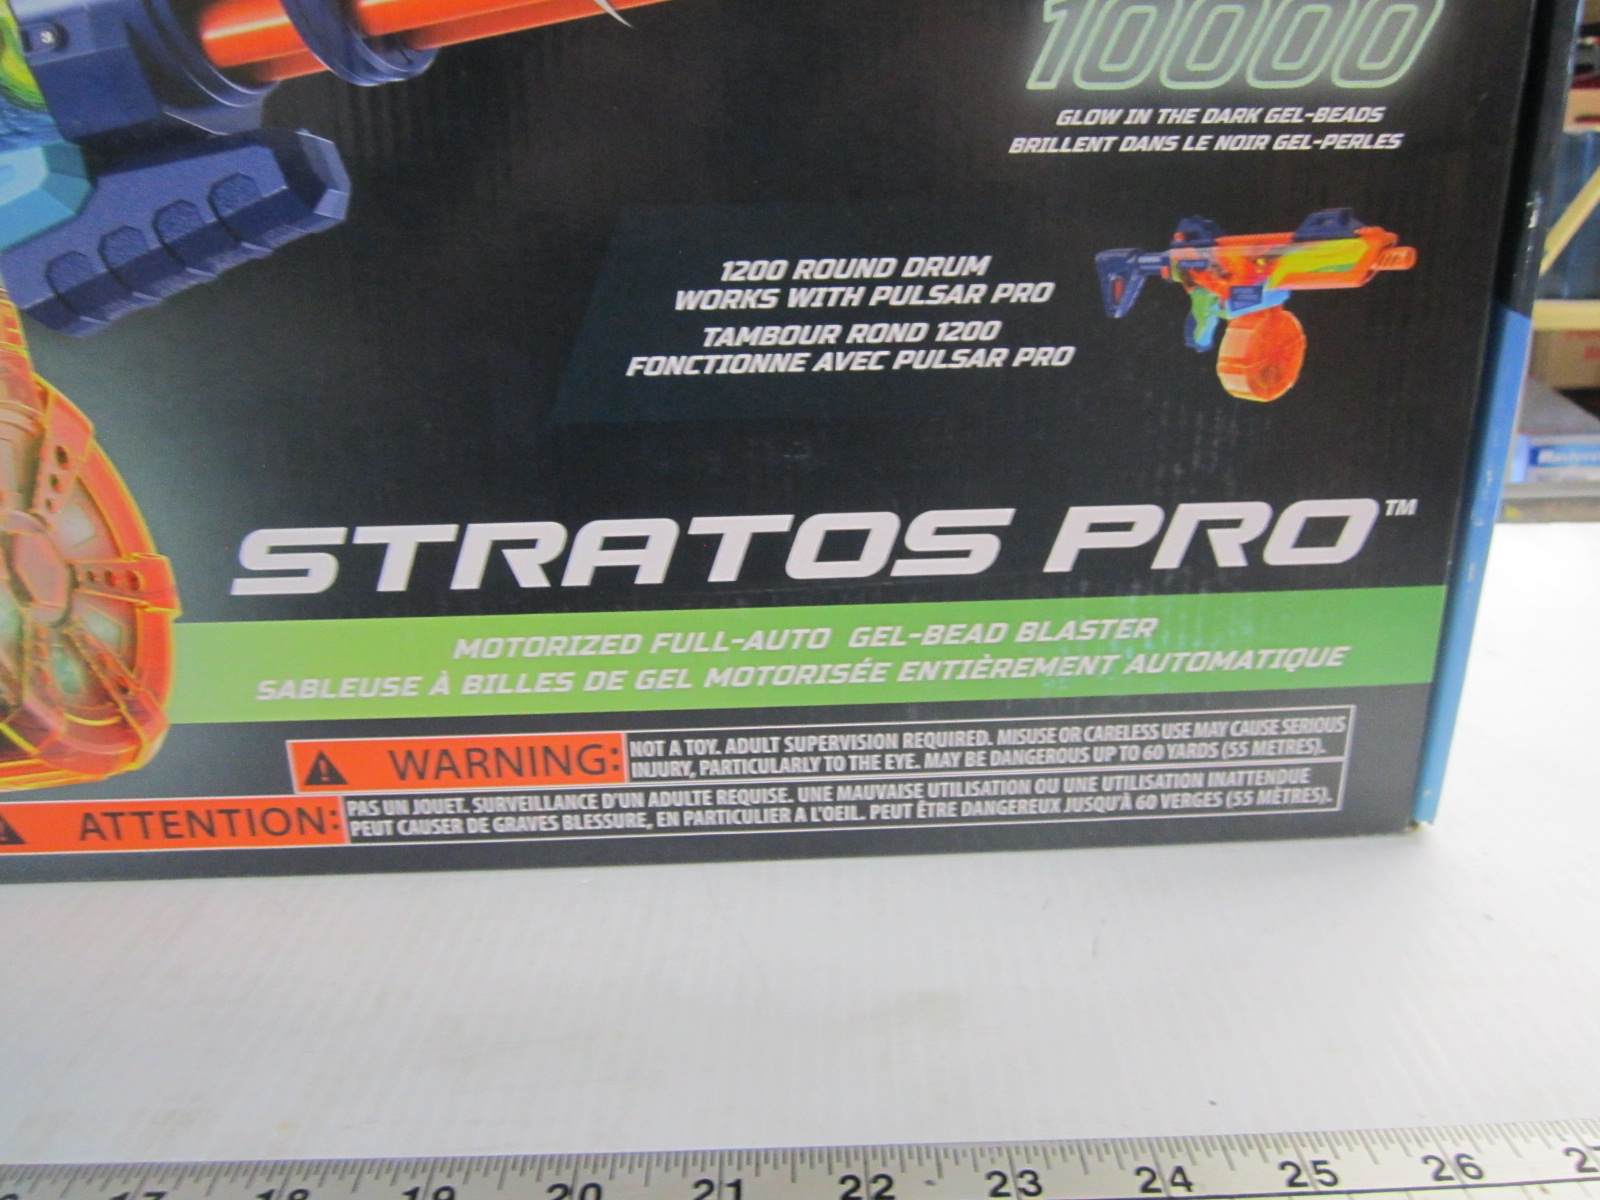 10000
GLOW IN THE DARK GEL-BEADS
BRILLENT DANS LE NOIR GEL-PERLES
1200 ROUND DRUM
WORKS WITH PULSAR PRO
TAMBOUR ROND 1200
FONCTIONNE AVEC PULSAR PRO
STRATOS PRO™
MOTORIZED FULL-AUTO GEL-BEAD BLASTER
SABLEUSE À BILLES DE GEL MOTORISÉE ENTIÈREMENT AUTOMATIQUE
WARNING: NOT A TOY. ADULT SUPERVISION REQUIRED. MISUSE OR CARELESS USE MAY CAUSE SERIOUS
INJURY, PARTICULARLY TO THE EYE. MAY BE DANGEROUS UP TO 60 YARDS (55 METRES).
ATTENTION: PAS UN JOUET. SURVEILLANCE D'UN ADULTE REQUISE. UNE MAUVAISE UTILISATION OU UNE UTILISATION INATTENDUE
PEUT CAUSER DE GRAVES BLESSURE, EN PARTICULIER A L'OEIL. PEUT ÊTRE DANGEREUX JUSQU'À 60 VERGES (55 MÈTRES).
17 18 19 20 21 22 23 24 25 26 27